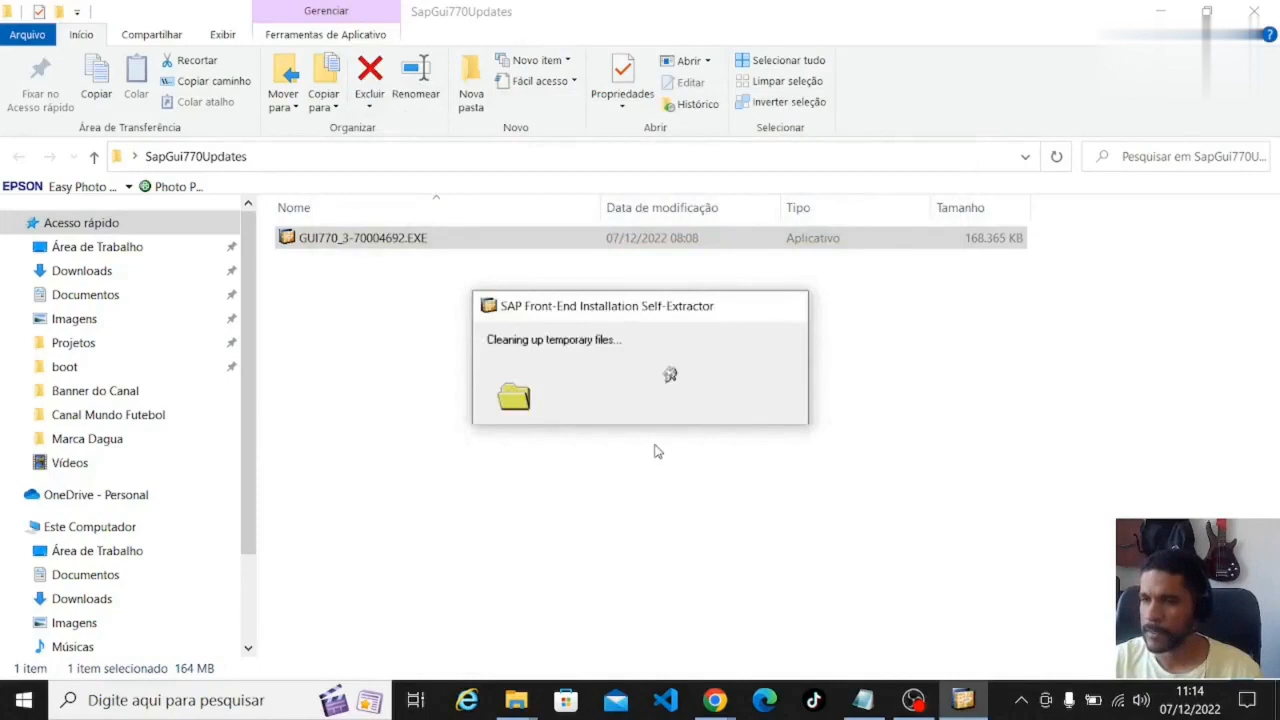 Gerenciar
SapGui770Updates
Arquivo
Início
Compartilhar
Exibir
Ferramentas de Aplicativo
Fixar no
Acesso rápido
Copiar
Colar
Recortar
Copiar caminho
Colar atalho
Área de Transferência
Mover
para
Copiar
para
Excluir
Renomear
Organizar
Nova
pasta
Novo item
Fácil acesso
Novo
Propriedades
Abrir
Editar
Histórico
Abrir
Selecionar tudo
Limpar seleção
Inverter seleção
Selecionar
SapGui770Updates
Pesquisar em SapGui770U...
EPSON Easy Photo ...
Photo P...
Nome
Data de modificação
Tipo
Tamanho
GUI770_3-70004692.EXE
07/12/2022 08:08
Aplicativo
168.365 KB
Acesso rápido
Área de Trabalho
Downloads
Documentos
Imagens
Projetos
boot
Banner do Canal
Canal Mundo Futebol
Marca Dagua
Vídeos
OneDrive - Personal
Este Computador
Área de Trabalho
Documentos
Downloads
Imagens
Músicas
SAP Front-End Installation Self-Extractor
Cleaning up temporary files...
1 item
1 item selecionado 164 MB
Digite aqui para pesquisar
11:14
07/12/2022